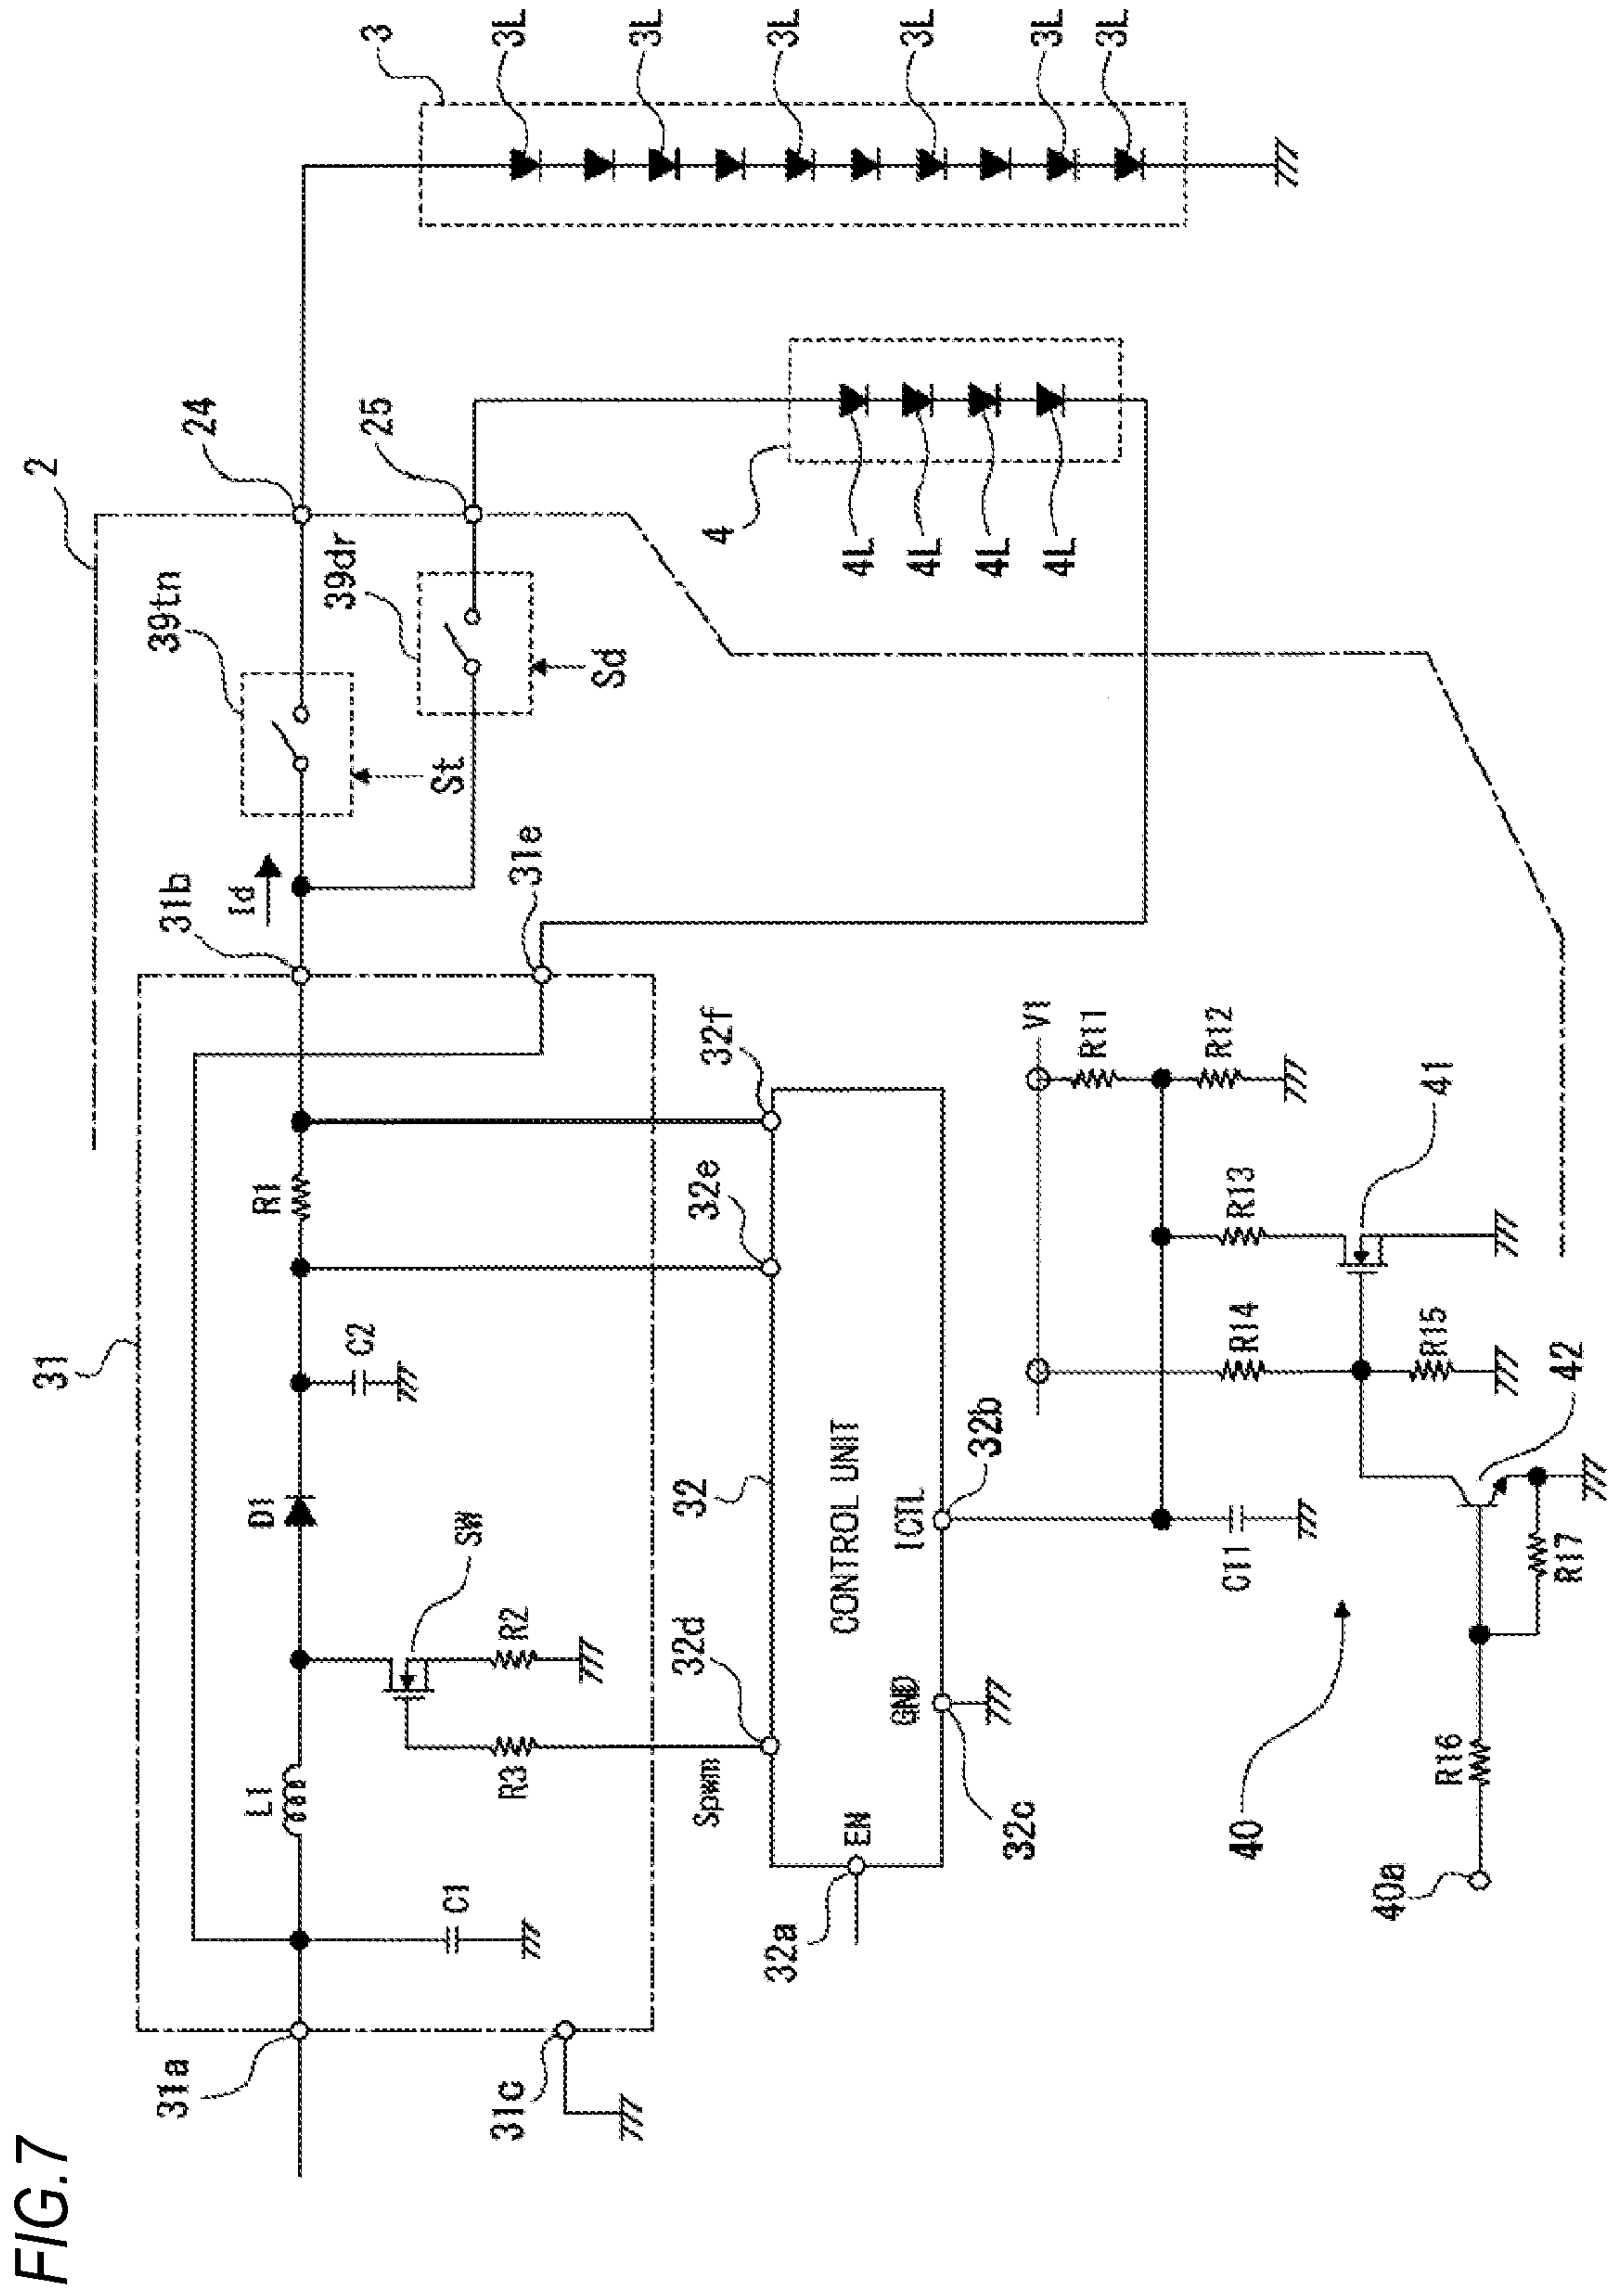 FIG.7
2
24
3
3L
3L
3L
3L
3L
3L
39tn
St
25
39dr
Sd
4
4L
4L
4L
4L
31
31a
31b
Id
31e
31c
L1
D1
R1
C1
C2
SW
R2
R3
Spwm
32d
32
32e
32f
CONTROL UNIT
EN
32a
GND
32c
ICTL
32b
V1
R11
R12
R13
R14
R15
41
C11
42
40
40a
R16
R17